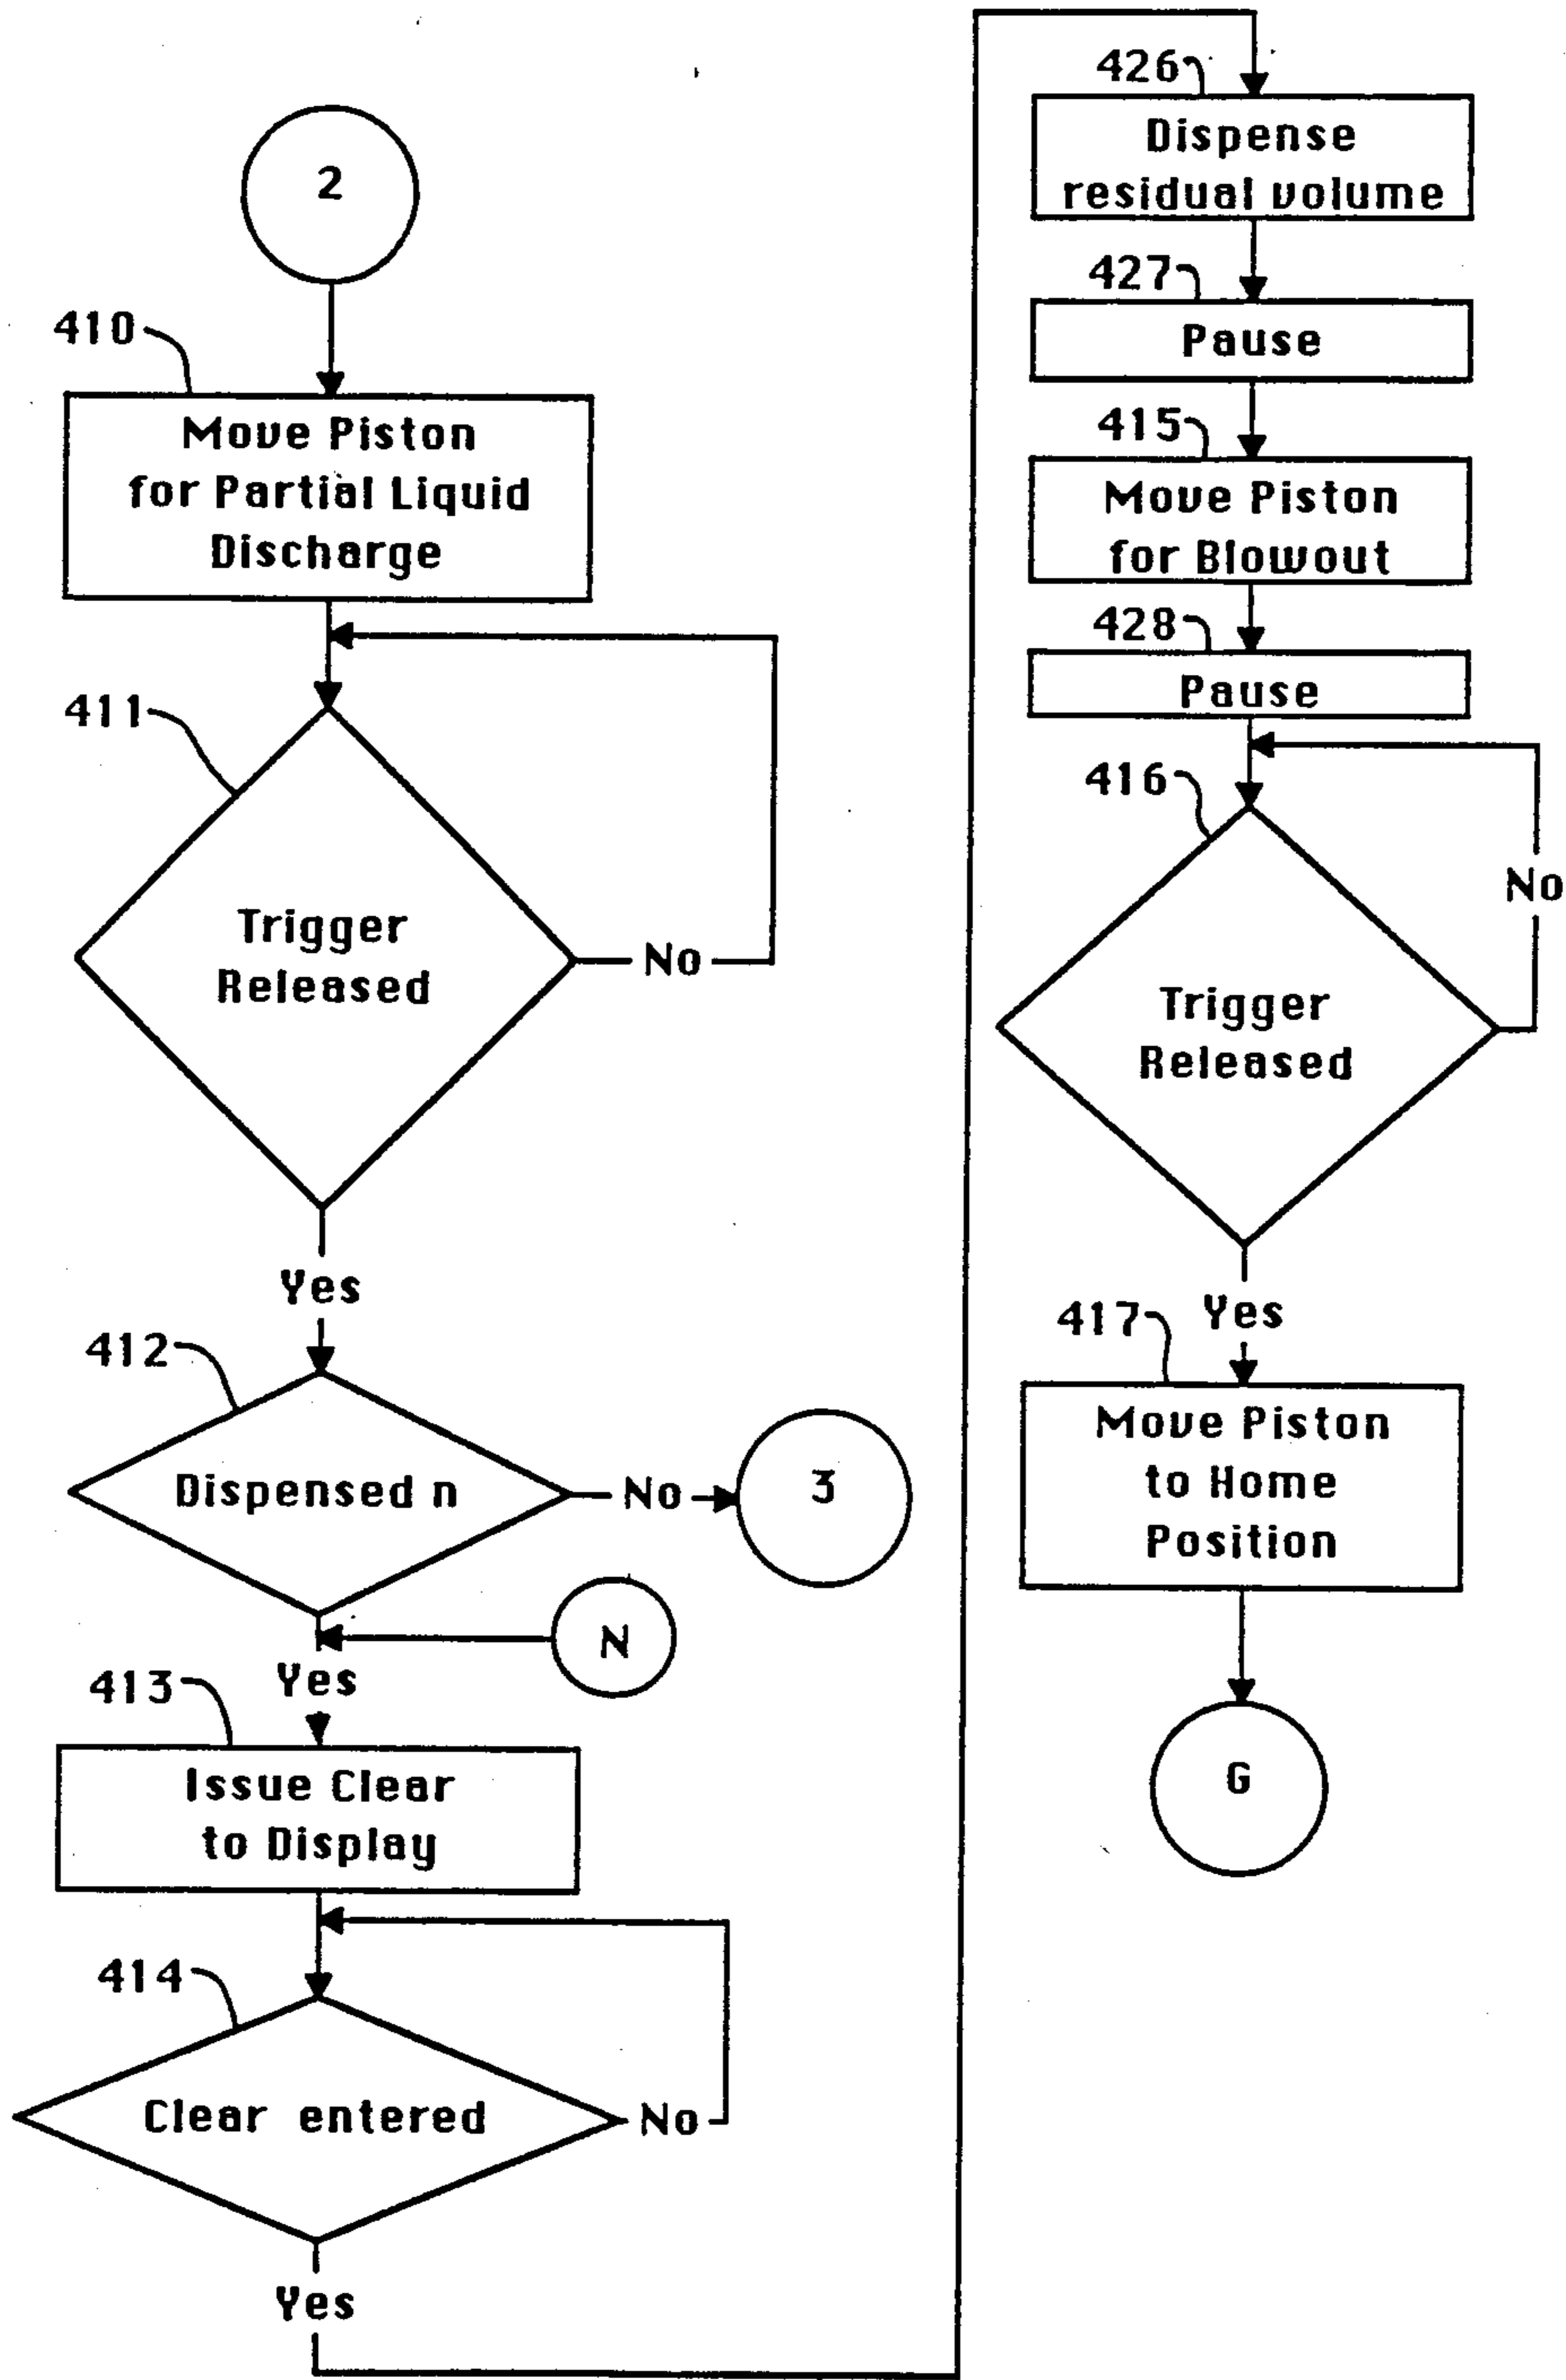 2
410
Move Piston
for Partial Liquid
Discharge
411
Trigger
Released
No
Yes
412
Dispensed n
No
3
N
Yes
413
Issue Clear
to Display
414
Clear entered
No
Yes
426
Dispense
residual volume
427
Pause
415
Move Piston
for Blowout
428
Pause
416
No
Trigger
Released
Yes
417
Move Piston
to Home
Position
G